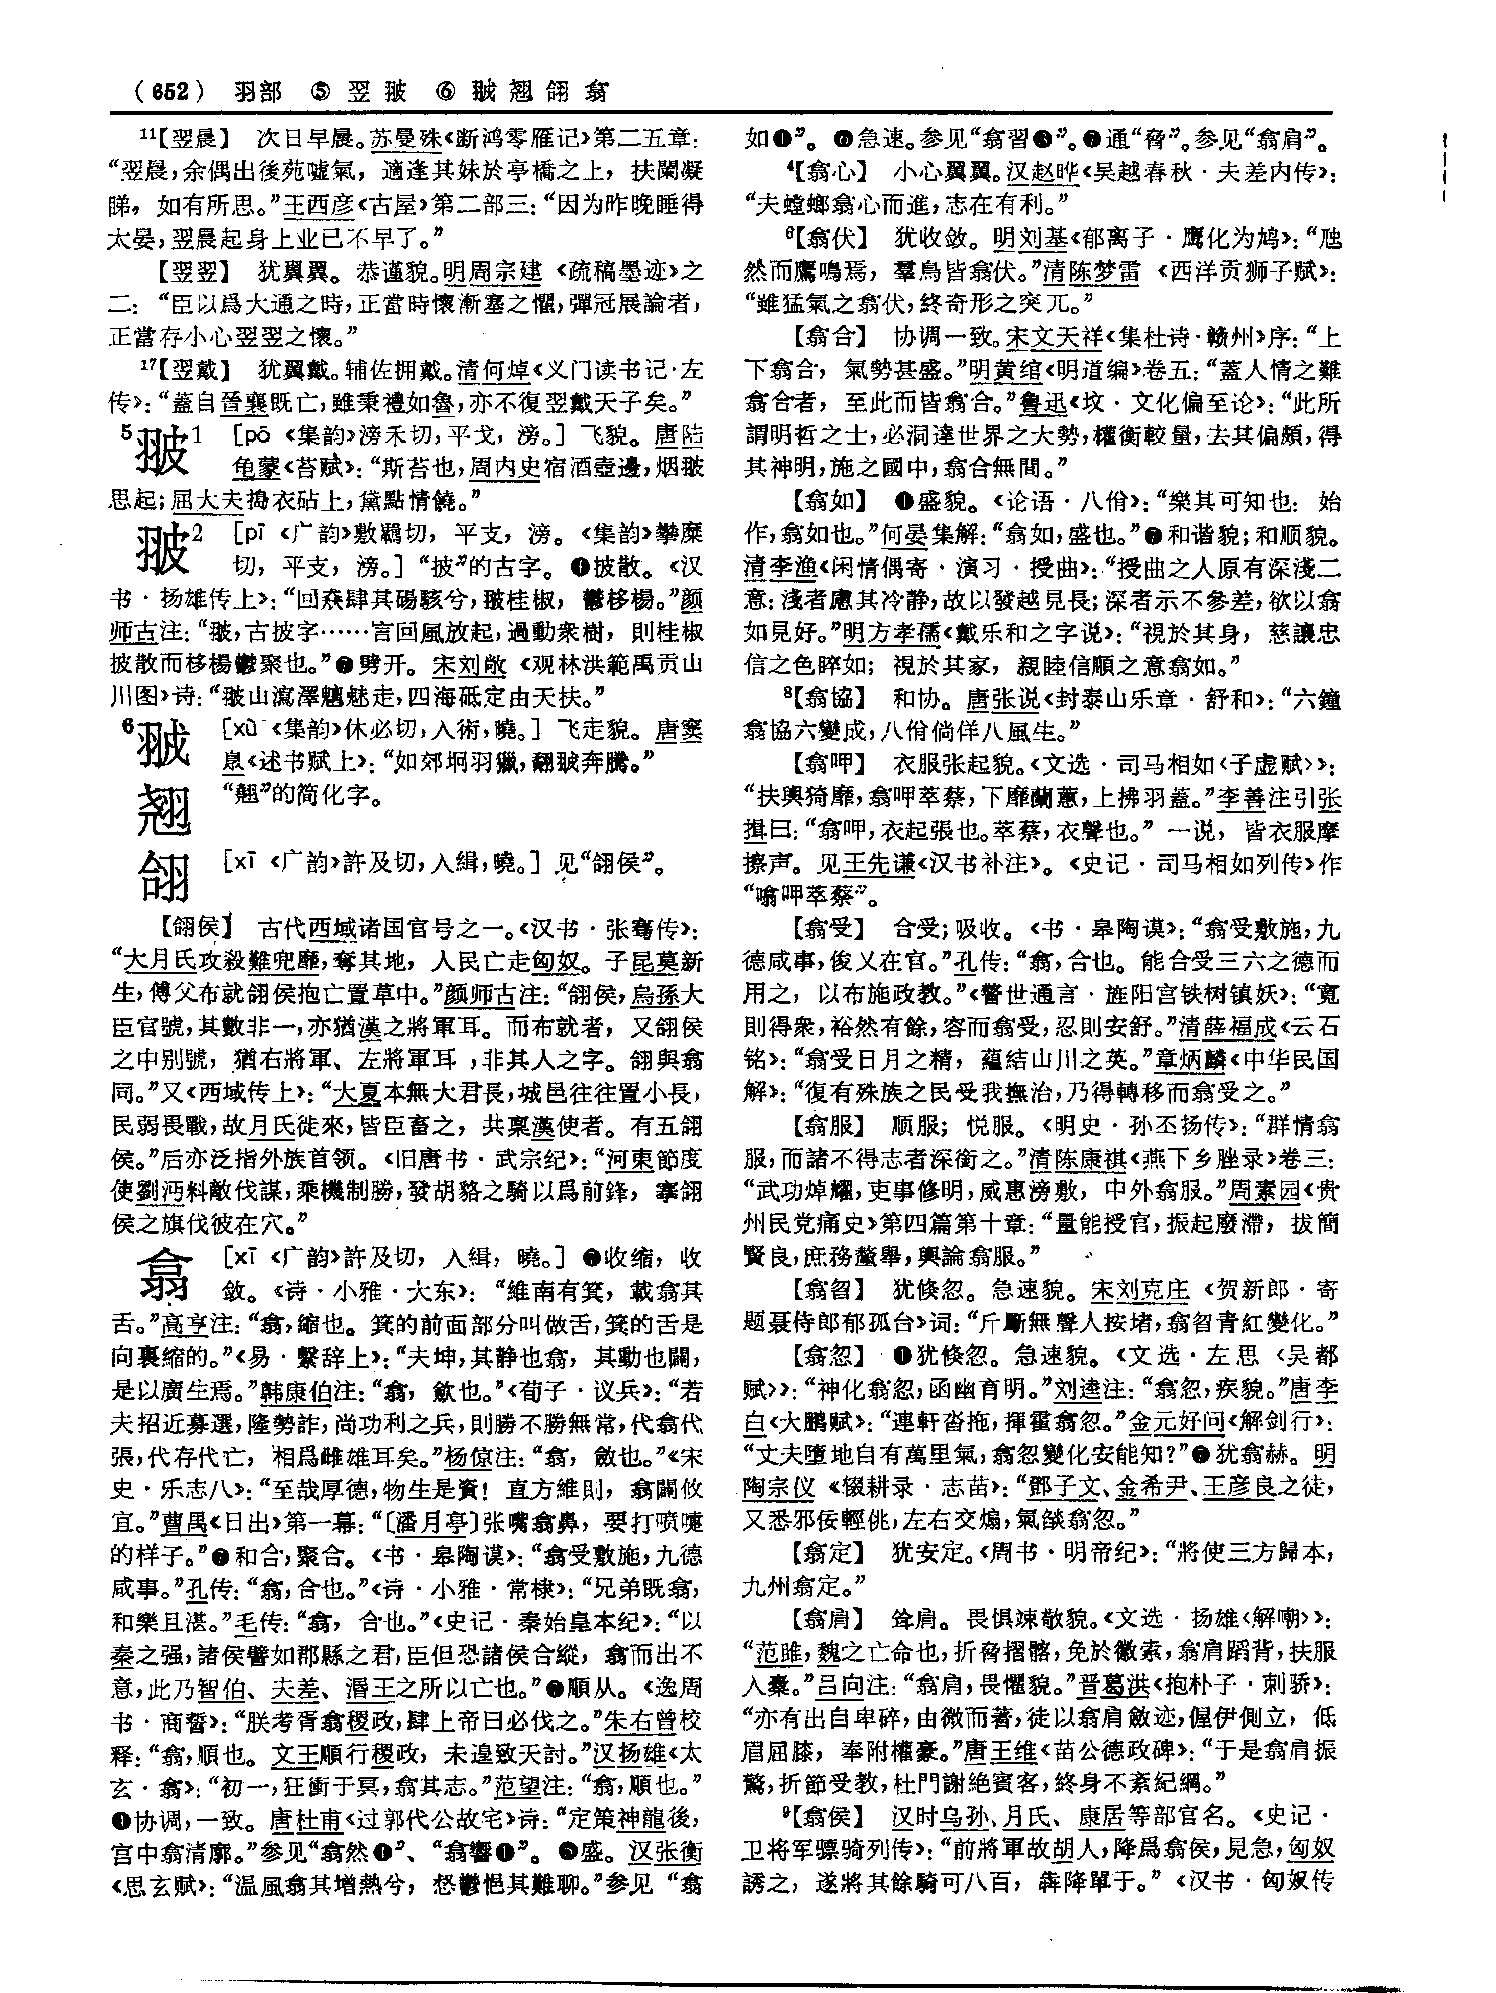 （652） 羽部 ⑤ 翌翍 ⑥ 翐翘翖翕
11【翌晨】 次日早晨。苏曼殊《断鸿零雁记》第二五章：
“翌晨，余偶出後苑噓氣，適逢其妹於亭橋之上，扶闌凝
睇，如有所思。”王西彦《古屋》第二部三：“因为昨晚睡得
太晏，翌晨起身上业已不早了。”
【翌翌】 犹翼翼。恭谨貌。明周宗建《疏稿墨迹》之
二：“臣以爲大通之時，正當時懷漸塞之懼，彈冠展論者，
正當存小心翌翌之懷。”
17【翌戴】 犹翼戴。辅佐拥戴。清何焯《义门读书记·左
传》：“蓋自晉襄既亡，雖秉禮如魯，亦不復翌戴天子矣。”
5翍1 ［pō 《集韵》滂禾切，平戈，滂。］飞貌。唐陆
龟蒙《苔赋》：“斯苔也，周内史宿酒壺邊，烟翍
思起；屈大夫搗衣砧上，黛點情饒。”
翍2 ［pī 《广韵》敷羈切，平支，滂。《集韵》攀糜
切，平支，滂。］“披”的古字。❶披散。《汉
书·扬雄传上》：“回猋肆其碭駭兮，翍桂椒，鬱栘楊。”颜
师古注：“翍，古披字……言回風放起，過動衆樹，則桂椒
披散而栘楊鬱聚也。”❷劈开。宋刘敞《观林洪範禹贡山
川图》诗：“翍山瀉澤魑魅走，四海砥定由天扶。”
6 ［xù 《集韵》休必切，入術，曉。］飞走貌。唐窦
臮《述书赋上》：“如郊坰羽獵，奔騰。”
翘 “翹”的简化字。
翖 ［xī 《广韵》許及切，入緝，曉。］见“翖侯”。
【翖侯】 古代西域诸国官号之一。《汉书·张骞传》：
“大月氏攻殺難兜靡，奪其地，人民亡走匈奴。子昆莫新
生，傅父布就翖侯抱亡置草中。”颜师古注：“翖侯，烏孫大
臣官號，其數非一，亦猶漢之將軍耳。而布就者，又翖侯
之中别號，猶右將軍、左將軍耳，非其人之字。翖與翕
同。”又《西域传上》：“大夏本無大君長，城邑往往置小長，
民弱畏戰，故月氏徙來，皆臣畜之，共稟漢使者。有五翖
侯。”后亦泛指外族首领。《旧唐书·武宗纪》：“河東節度
使劉沔料敵伐謀，乘機制勝，發胡貉之騎以爲前鋒，搴翖
侯之旗伐彼在穴。”
翕 ［xī 《广韵》許及切，入緝，曉。］❶收缩，收
敛。《诗·小雅·大东》：“維南有箕，載翕其
舌。”高亨注：“翕，縮也。箕的前面部分叫做舌，箕的舌是
向裏縮的。”《易·繫辞上》：“夫坤，其静也翕，其動也闢，
是以廣生焉。”韩康伯注：“翕，斂也。”《荀子·议兵》：“若
夫招近募選，隆勢詐，尚功利之兵，則勝不勝無常，代翕代
張，代存代亡，相爲雌雄耳矣。”杨倞注：“翕，斂也。”《宋
史·乐志八》：“至哉厚德，物生是資！直方維則，翕闢攸
宜。”曹禺《日出》第一幕：“〔潘月亭〕张嘴翕鼻，要打喷嚏
的样子。”❷和合；聚合。《书·皋陶谟》：“翕受敷施，九德
咸事。”孔传：“翕，合也。”《诗·小雅·常棣》：“兄弟既翕，
和樂且湛。”毛传：“翕，合也。”《史记·秦始皇本纪》：“以
秦之强，諸侯譬如郡縣之君，臣但恐諸侯合縱，翕而出不
意，此乃智伯、夫差、湣王之所以亡也。”❸順从。《逸周
书·商誓》：“朕考胥翕稷政，肆上帝曰必伐之。”朱右曾校
释：“翕，順也。文王順行稷政，未遑致天討。”汉扬雄《太
玄·翕》：“初一，狂衝于冥，翕其志。”范望注：“翕，順也。”
❹协调，一致。唐杜甫《过郭代公故宅》诗：“定策神龍後，
宫中翕清廓。”参见“翕然❶”、“翕響❶”。❺盛。汉张衡
《思玄赋》：“温風翕其增熱兮，惄鬱悒其難聊。”参见“翕
如❶”。❻急速。参见“翕習❸”。❼通“脅”。参见“翕肩”。
4【翕心】 小心翼翼。汉赵晔《吴越春秋·夫差内传》：
“夫螳螂翕心而進，志在有利。”
6【翕伏】 犹收敛。明刘基《郁离子·鹰化为鸠》：“虺
然而鷹鳴焉，羣鳥皆翕伏。”清陈梦雷《西洋贡狮子赋》：
“雖猛氣之翕伏，終奇形之突兀。”
【翕合】 协调一致。宋文天祥《集杜诗·赣州》序：“上
下翕合，氣勢甚盛。”明黄绾《明道编》卷五：“蓋人情之難
翕合者，至此而皆翕合。”鲁迅《坟·文化偏至论》：“此所
謂明哲之士，必洞達世界之大勢，權衡較量，去其偏頗，得
其神明，施之國中，翕合無間。”
【翕如】 ❶盛貌。《论语·八佾》：“樂其可知也：始
作，翕如也。”何晏集解：“翕如，盛也。”❷和谐貌；和顺貌。
清李渔《闲情偶寄·演习·授曲》：“授曲之人原有深淺二
意：淺者慮其冷静，故以發越見長；深者示不參差，欲以翕
如見好。”明方孝孺《戴乐和之字说》：“視於其身，慈讓忠
信之色睟如；視於其家，親睦信順之意翕如。”
8【翕協】 和协。唐张说《封泰山乐章·舒和》：“六鐘
翕協六變成，八佾倘佯八風生。”
【翕呷】 衣服张起貌。《文选·司马相如〈子虚赋〉》：
“扶輿猗靡，翕呷萃蔡，下靡蘭蕙，上拂羽蓋。”李善注引张
揖曰：“翕呷，衣起張也。萃蔡，衣聲也。”一说，皆衣服摩
擦声。见王先谦《汉书补注》。《史记·司马相如列传》作
“噏呷萃蔡”。
【翕受】 合受；吸收。《书·皋陶谟》：“翕受敷施，九
德咸事，俊乂在官。”孔传：“翕，合也。能合受三六之德而
用之，以布施政教。”《警世通言·旌阳宫铁树镇妖》：“寬
則得衆，裕然有餘，容而翕受，忍則安舒。”清薛福成《云石
铭》：“翕受日月之精，藴結山川之英。”章炳麟《中华民国
解》：“復有殊族之民受我撫治，乃得轉移而翕受之。”
【翕服】 顺服；悦服。《明史·孙丕扬传》：“群情翕
服，而諸不得志者深銜之。”清陈康祺《燕下乡脞录》卷三：
“武功焯耀，吏事修明，威惠滂敷，中外翕服。”周素园《贵
州民党痛史》第四篇第十章：“量能授官，振起廢滯，拔簡
賢良，庶務釐舉，輿論翕服。”
【翕曶】 犹倏忽。急速貌。宋刘克庄《贺新郎·寄
题聂侍郎郁孤台》词：“斤斸無聲人按堵，翕曶青紅變化。”
【翕忽】 ❶犹倏忽。急速貌。《文选·左思〈吴都
赋〉》：“神化翕忽，函幽育明。”刘逵注：“翕忽，疾貌。”唐李
白《大鹏赋》：“連軒沓拖，揮霍翕忽。”金元好问《解剑行》：
“丈夫墮地自有萬里氣，翕忽變化安能知？”❷犹翕赫。明
陶宗仪《辍耕录·志苗》：“鄧子文、金希尹、王彦良之徒，
又悉邪佞輕佻，左右交煽，氣燄翕忽。”
【翕定】 犹安定。《周书·明帝纪》：“將使三方歸本，
九州翕定。”
【翕肩】 耸肩。畏惧竦敬貌。《文选·扬雄〈解嘲〉》：
“范雎，魏之亡命也，折脅摺髂，免於徽索，翕肩蹈背，扶服
入橐。”吕向注：“翕肩，畏懼貌。”晋葛洪《抱朴子·刺骄》：
“亦有出自卑碎，由微而著，徒以翕肩斂迹，偓伊側立，低
眉屈膝，奉附權豪。”唐王维《苗公德政碑》：“于是翕肩振
驚，折節受教，杜門謝絶賓客，終身不紊紀綱。”
9【翕侯】 汉时乌孙、月氏、康居等部官名。《史记·
卫将军骠骑列传》：“前將軍故胡人，降爲翕侯，見急，匈奴
誘之，遂將其餘騎可八百，犇降單于。”《汉书·匈奴传